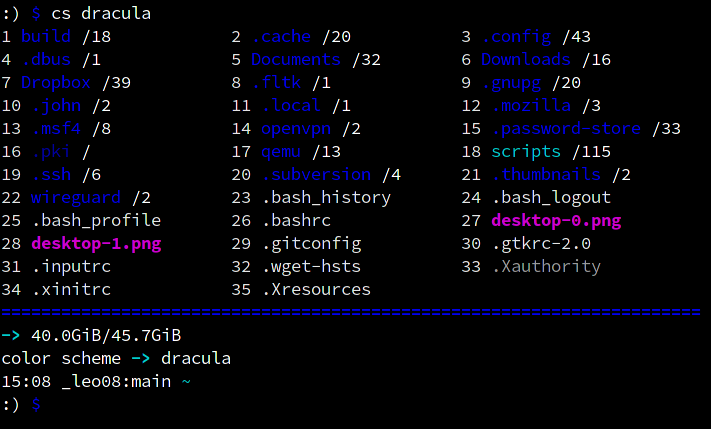 :) $ cs dracula
1 build /18 2 .cache /20 3 .config /43
4 .dbus /1 5 Documents /32 6 Downloads /16
7 Dropbox /39 8 .fltk /1 9 .gnupg /20
10 .john /2 11 .local /1 12 .mozilla /3
13 .msf4 /8 14 openvpn /2 15 .password-store /33
16 .pki / 17 qemu /13 18 scripts /115
19 .ssh /6 20 .subversion /4 21 .thumbnails /2
22 wireguard /2 23 .bash_history 24 .bash_logout
25 .bash_profile 26 .bashrc 27 desktop-0.png
28 desktop-1.png 29 .gitconfig 30 .gtkrc-2.0
31 .inputrc 32 .wget-hsts 33 .Xauthority
34 .xinitrc 35 .Xresources
======================================================================
-> 40.0GiB/45.7GiB
color scheme -> dracula
15:08 _leo08:main ~
:) $